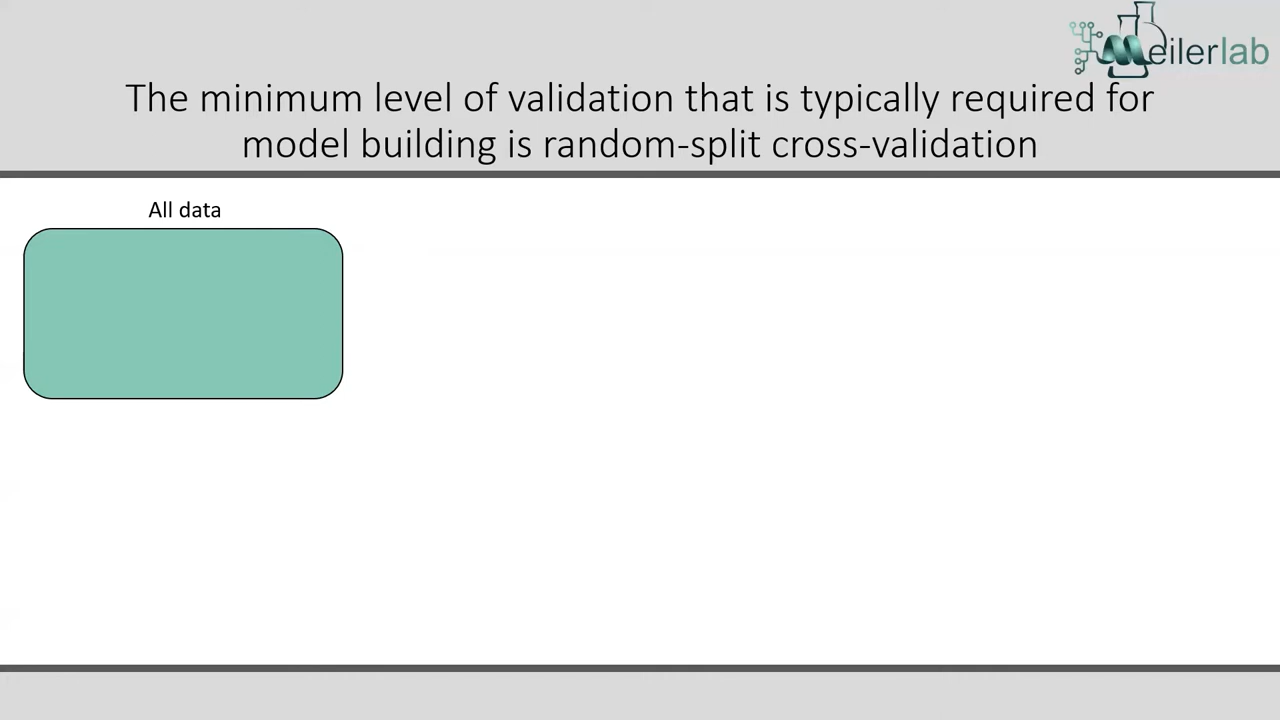 Meilerlab
The minimum level of validation that is typically required for
model building is random-split cross-validation
All data